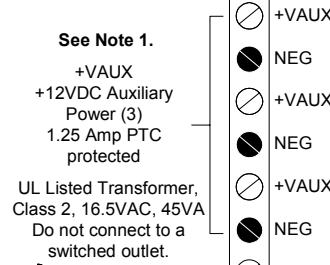 See Note 1.
+VAUX
+12VDC Auxiliary
Power (3)
1.25 Amp PTC
protected
UL Listed Transformer,
Class 2, 16.5VAC, 45VA
Do not connect to a
switched outlet.
+VAUX
NEG
+VAUX
NEG
+VAUX
NEG